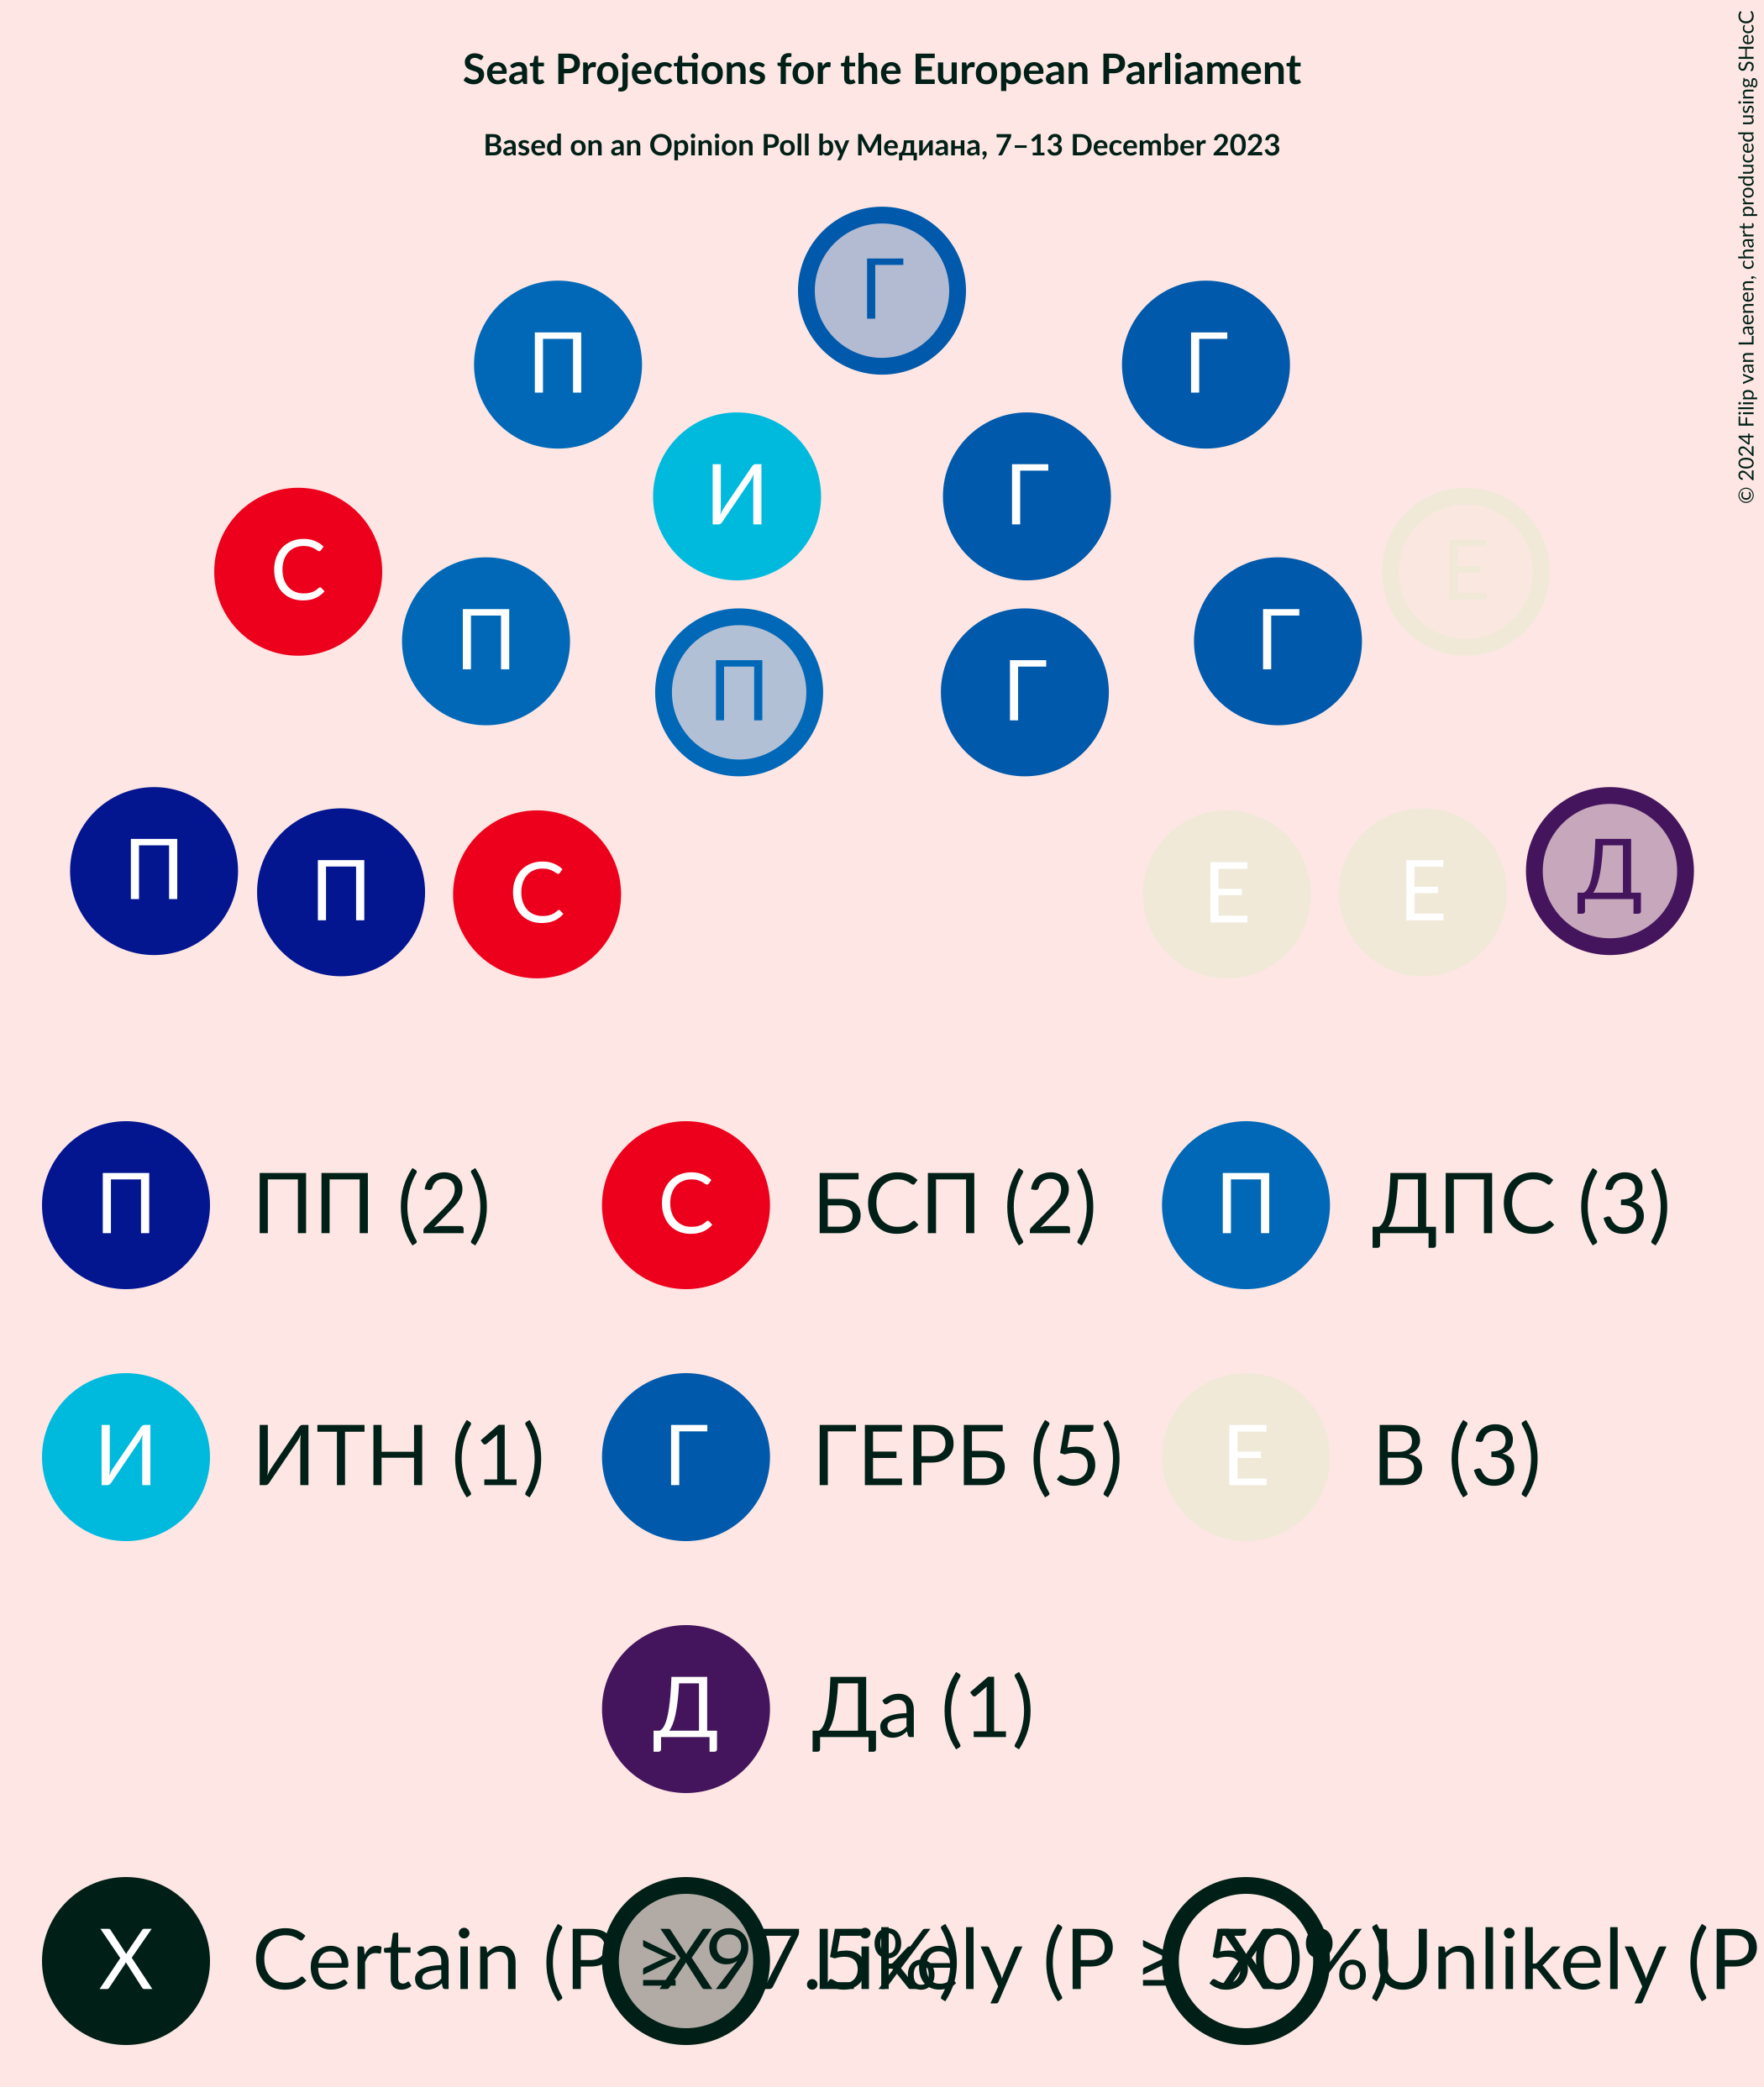 Seat Projections for the European Parliament
Based on an Opinion Poll by Медиана, 7–13 December 2023
© 2024 Filip van Laenen, chart produced using SHecC
Г
П
Г
И
Г
С
Е
П
Г
П
Г
П
Д
П
Е
С
Е
П ПП (2) С БСП (2) П ДПС (3)
И ИТН (1) Г ГЕРБ (5) Е В (3)
Д Да (1)
X Certain (P ≥ 97.5%) X Likely (P ≥ 50%) X Unlikely (P